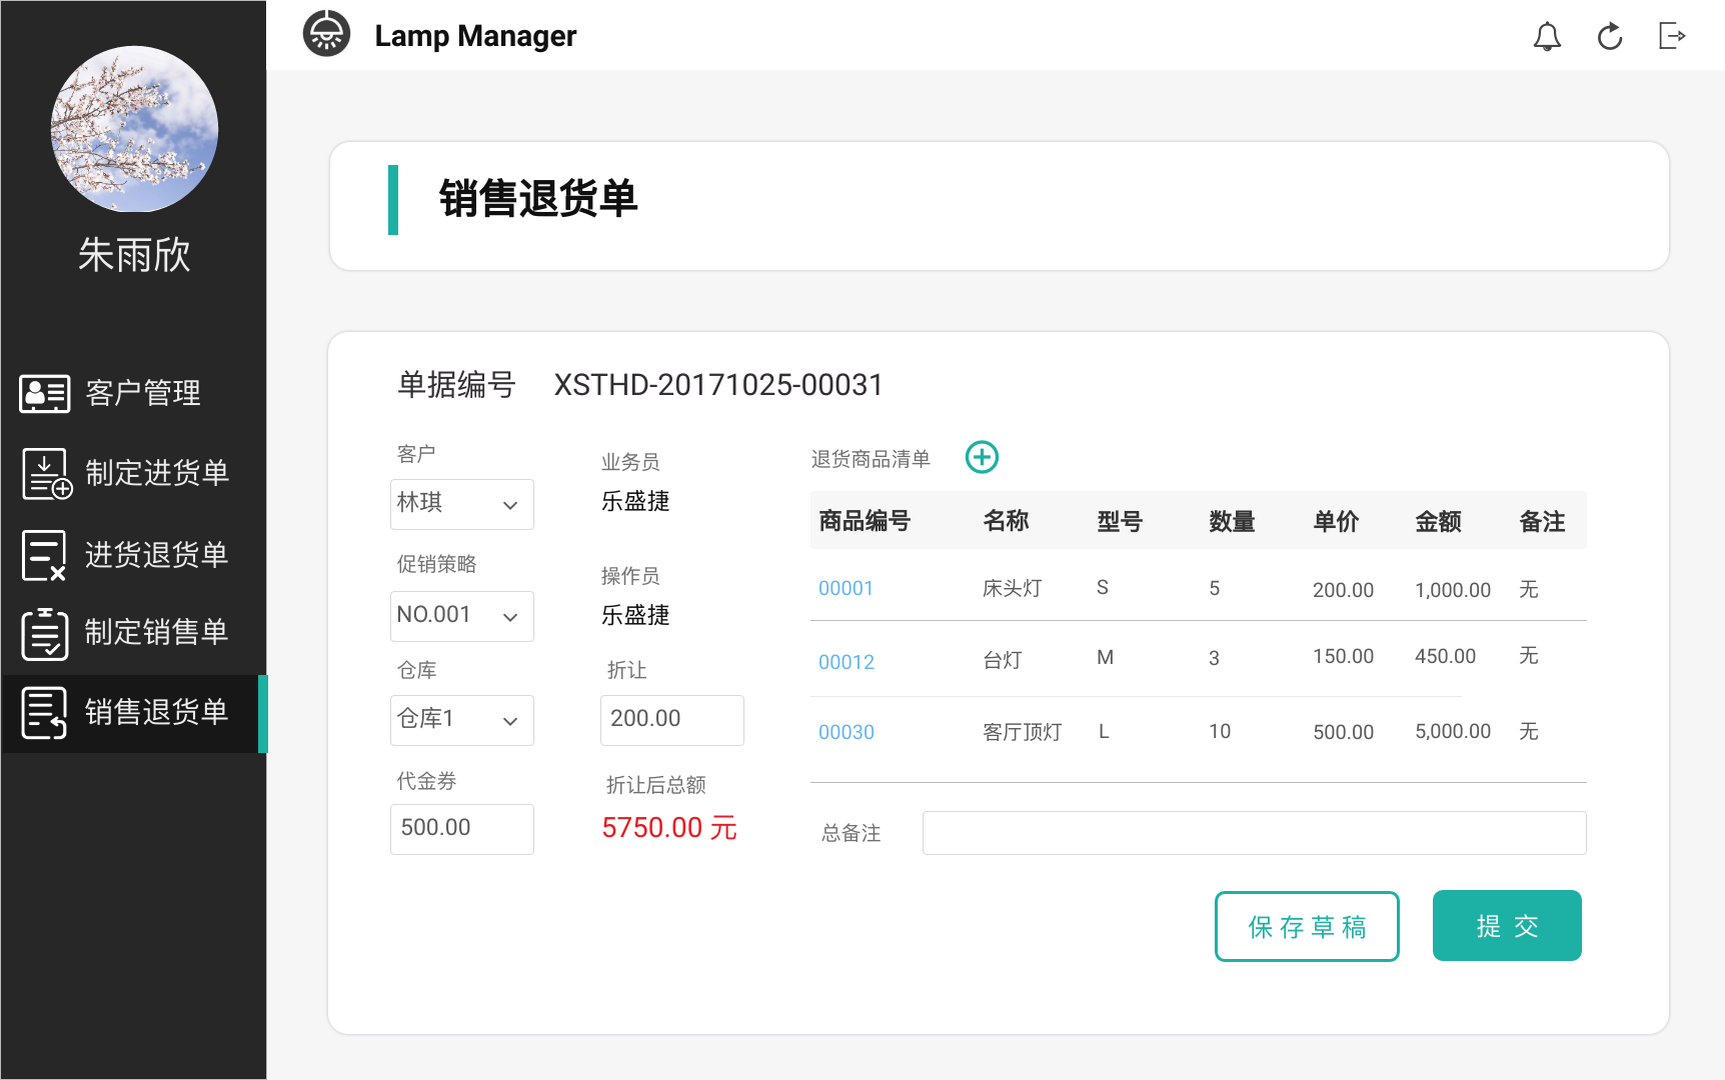 Lamp Manager
朱雨欣
客户管理
制定进货单
进货退货单
制定销售单
销售退货单
销售退货单
单据编号 XSTHD-20171025-00031
客户
林琪
促销策略
NO.001
仓库
仓库1
代金券
500.00
业务员
乐盛捷
操作员
乐盛捷
折让
200.00
折让后总额
5750.00 元
退货商品清单
商品编号 名称 型号 数量 单价 金额 备注
00001 床头灯 S 5 200.00 1,000.00 无
00012 台灯 M 3 150.00 450.00 无
00030 客厅顶灯 L 10 500.00 5,000.00 无
总备注
保存草稿 提交